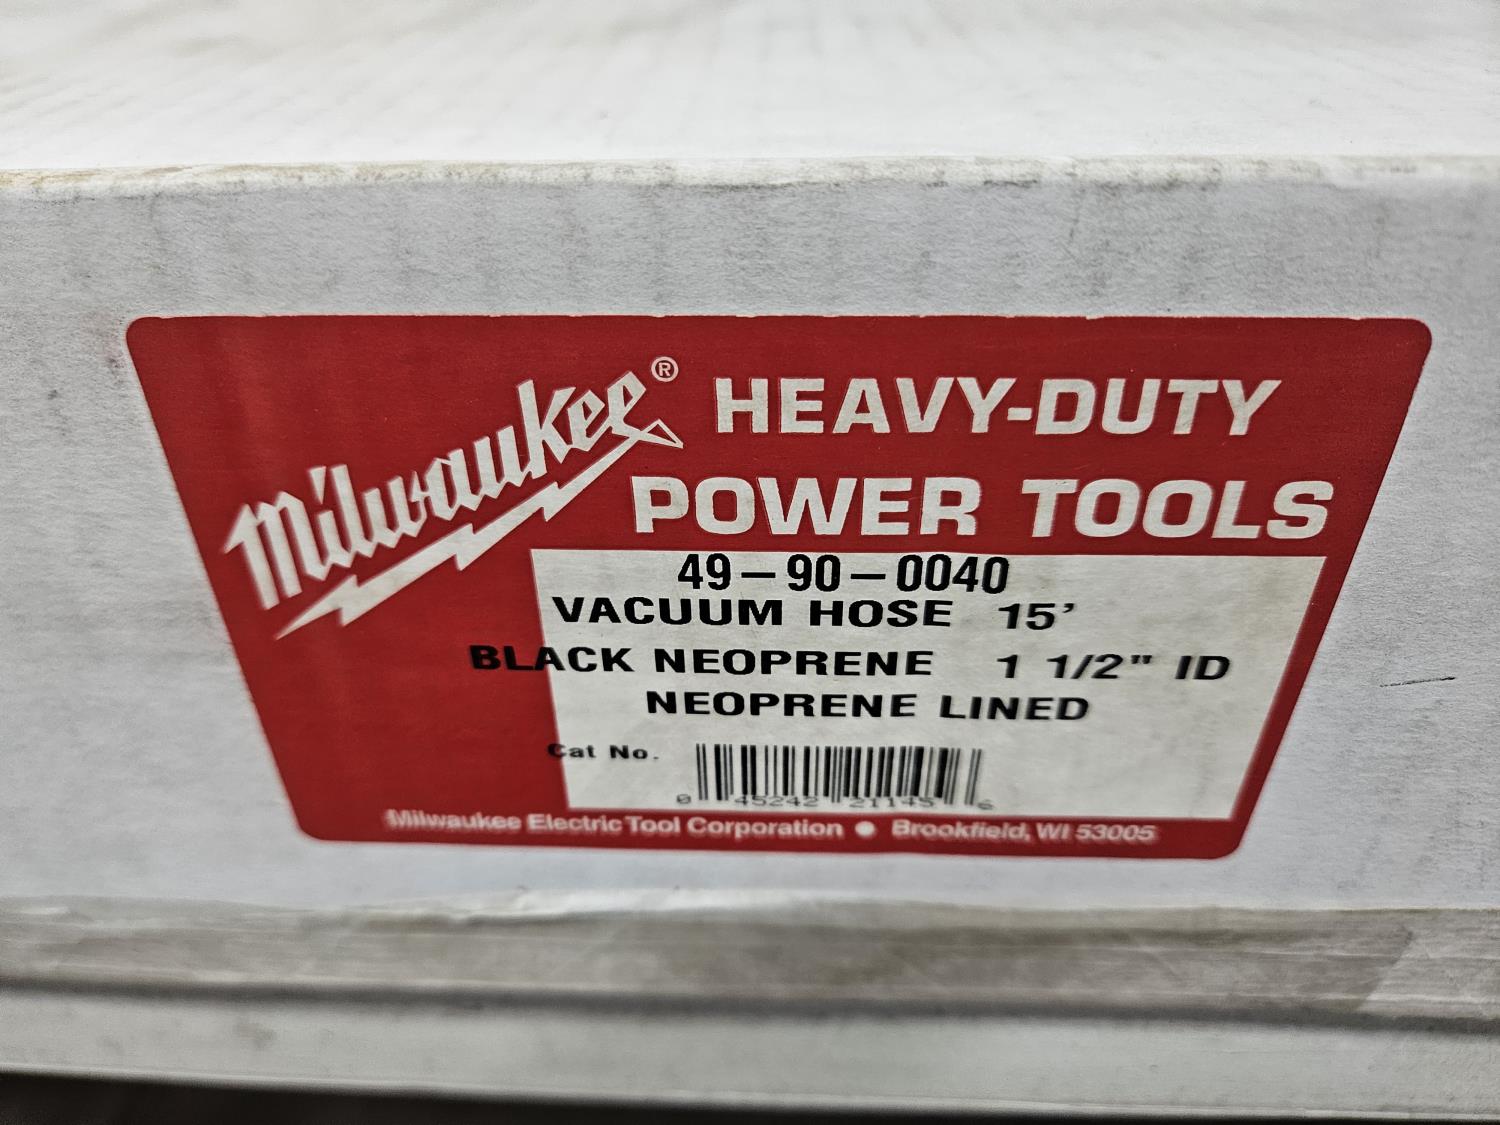 Milwaukee® HEAVY-DUTY
POWER TOOLS
49-90-0040
VACUUM HOSE 15'
BLACK NEOPRENE 1 1/2" ID
NEOPRENE LINED
Cat No.
0 45242 21145 6
Milwaukee Electric Tool Corporation ● Brookfield, WI 53005